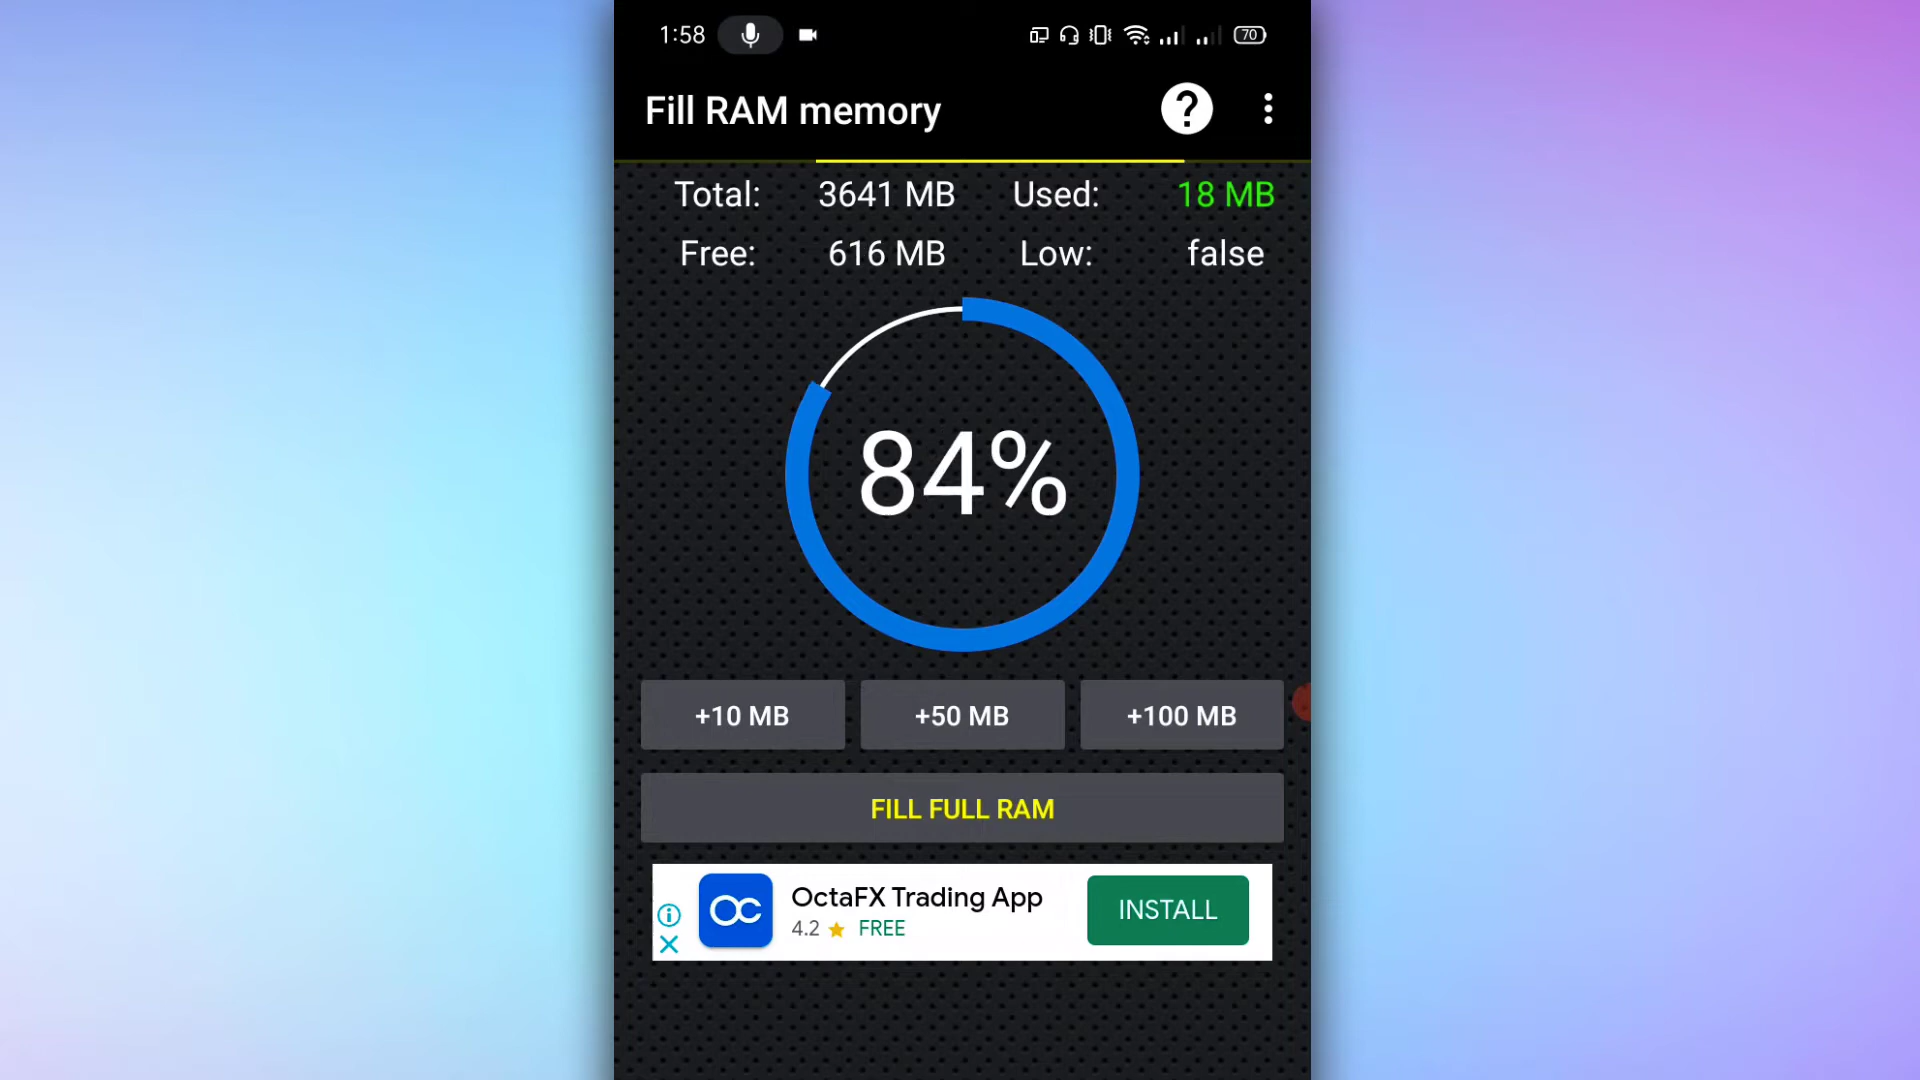 1:58
70
Fill RAM memory
?
Total: 3641 MB Used: 18 MB
Free: 616 MB Low: false
84%
+10 MB +50 MB +100 MB
FILL FULL RAM
OctaFX Trading App
4.2 FREE
INSTALL